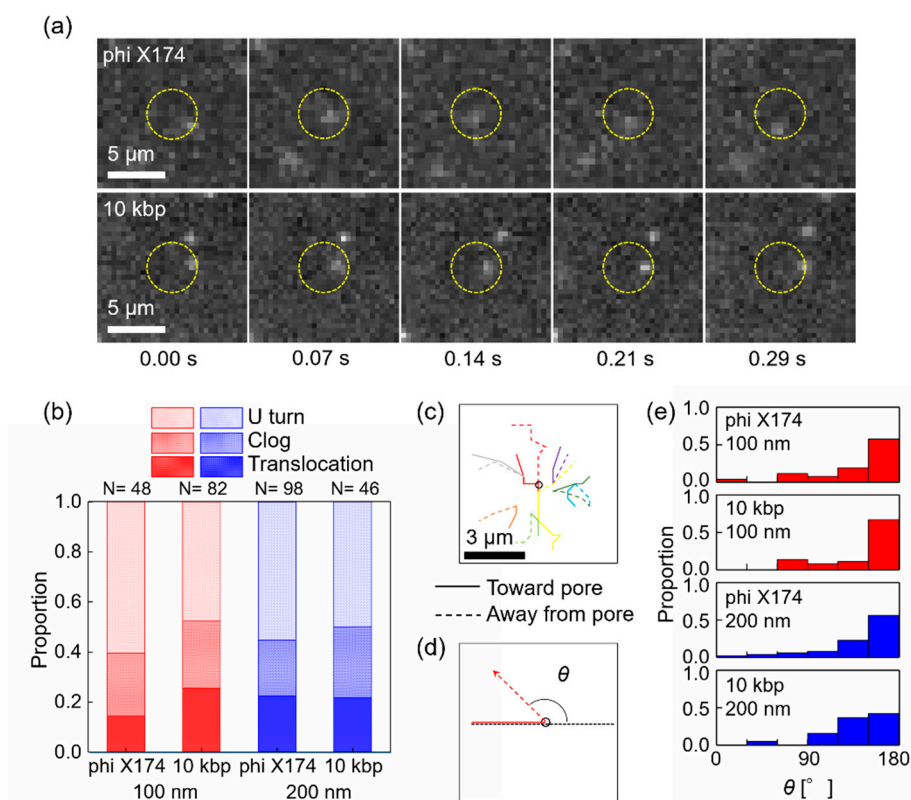 (a)
phi X174
5 μm
10 kbp
5 μm
0.00 s 0.07 s 0.14 s 0.21 s 0.29 s
(b)
U turn
Clog
Translocation
N= 48 N= 82 N= 98 N= 46
Proportion
1.0
0.8
0.6
0.4
0.2
0.0
phi X174 10 kbp phi X174 10 kbp
100 nm 200 nm
(c)
3 μm
Toward pore
Away from pore
(d)
θ
(e)
Proportion
1.0
0.5
0.0
phi X174
100 nm
1.0
0.5
0.0
10 kbp
100 nm
1.0
0.5
0.0
phi X174
200 nm
1.0
0.5
0.0
10 kbp
200 nm
0 90 180
θ [°]